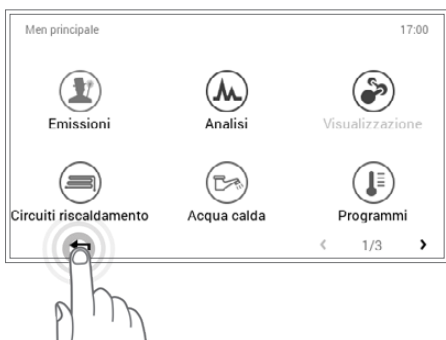 Men principale 17:00
Emissioni Analisi Visualizzazione
Circuiti riscaldamento Acqua calda Programmi
1/3